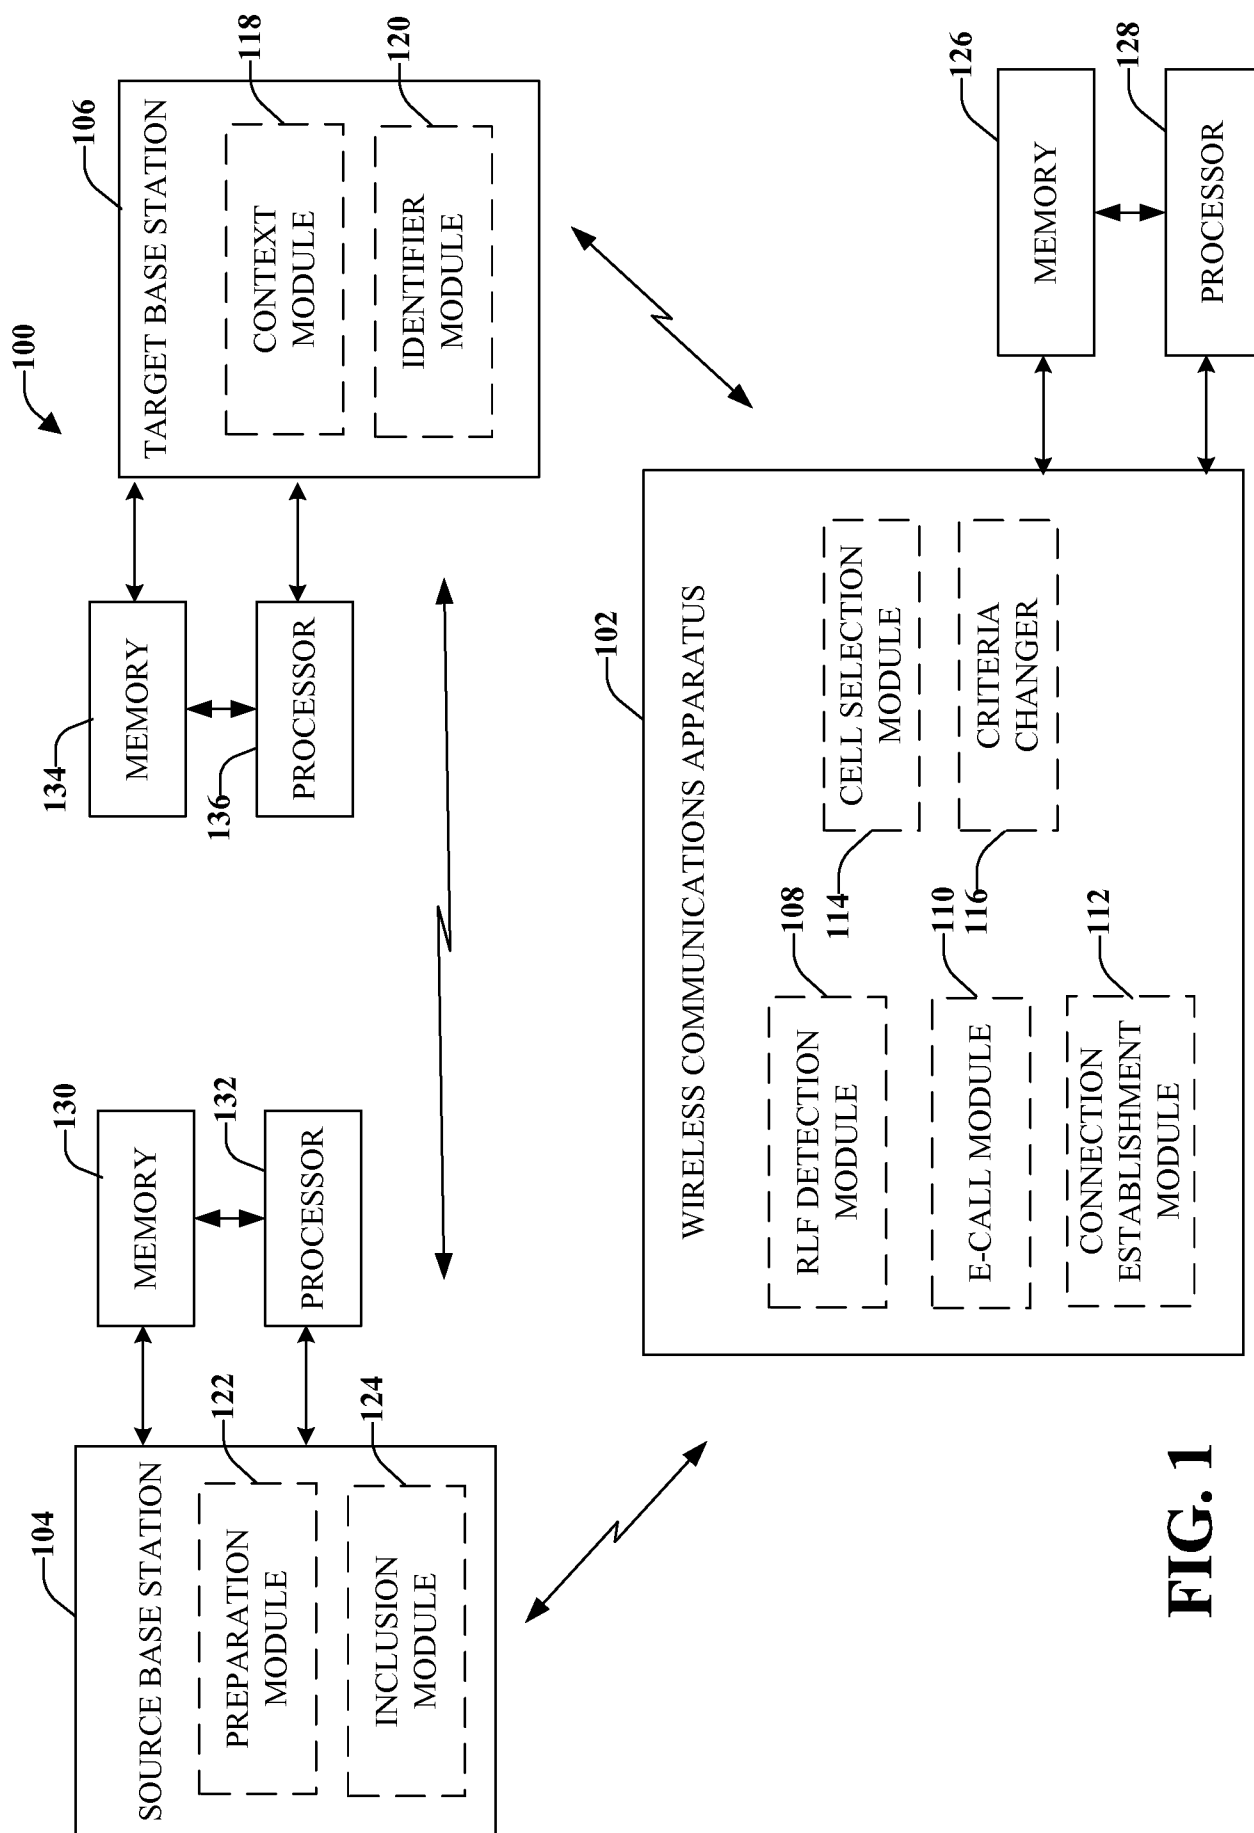 100
104
SOURCE BASE STATION
122
PREPARATION
MODULE
124
INCLUSION
MODULE
130
MEMORY
132
PROCESSOR
134
MEMORY
136
PROCESSOR
106
TARGET BASE STATION
118
CONTEXT
MODULE
120
IDENTIFIER
MODULE
102
WIRELESS COMMUNICATIONS APPARATUS
108
RLF DETECTION
MODULE
114
CELL SELECTION
MODULE
110
E-CALL MODULE
116
CRITERIA
CHANGER
112
CONNECTION
ESTABLISHMENT
MODULE
126
MEMORY
128
PROCESSOR
FIG. 1